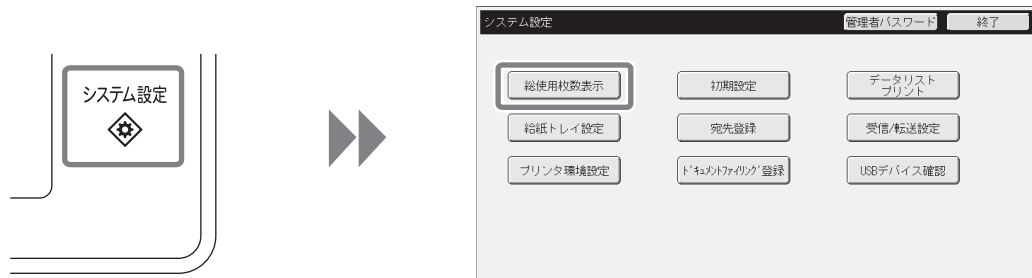 システム設定
システム設定
管理者パスワード
終了
総使用枚数表示
初期設定
データリスト
プリント
給紙トレイ設定
宛先登録
受信/転送設定
プリンタ環境設定
ドキュメントファイリング登録
USBデバイス確認